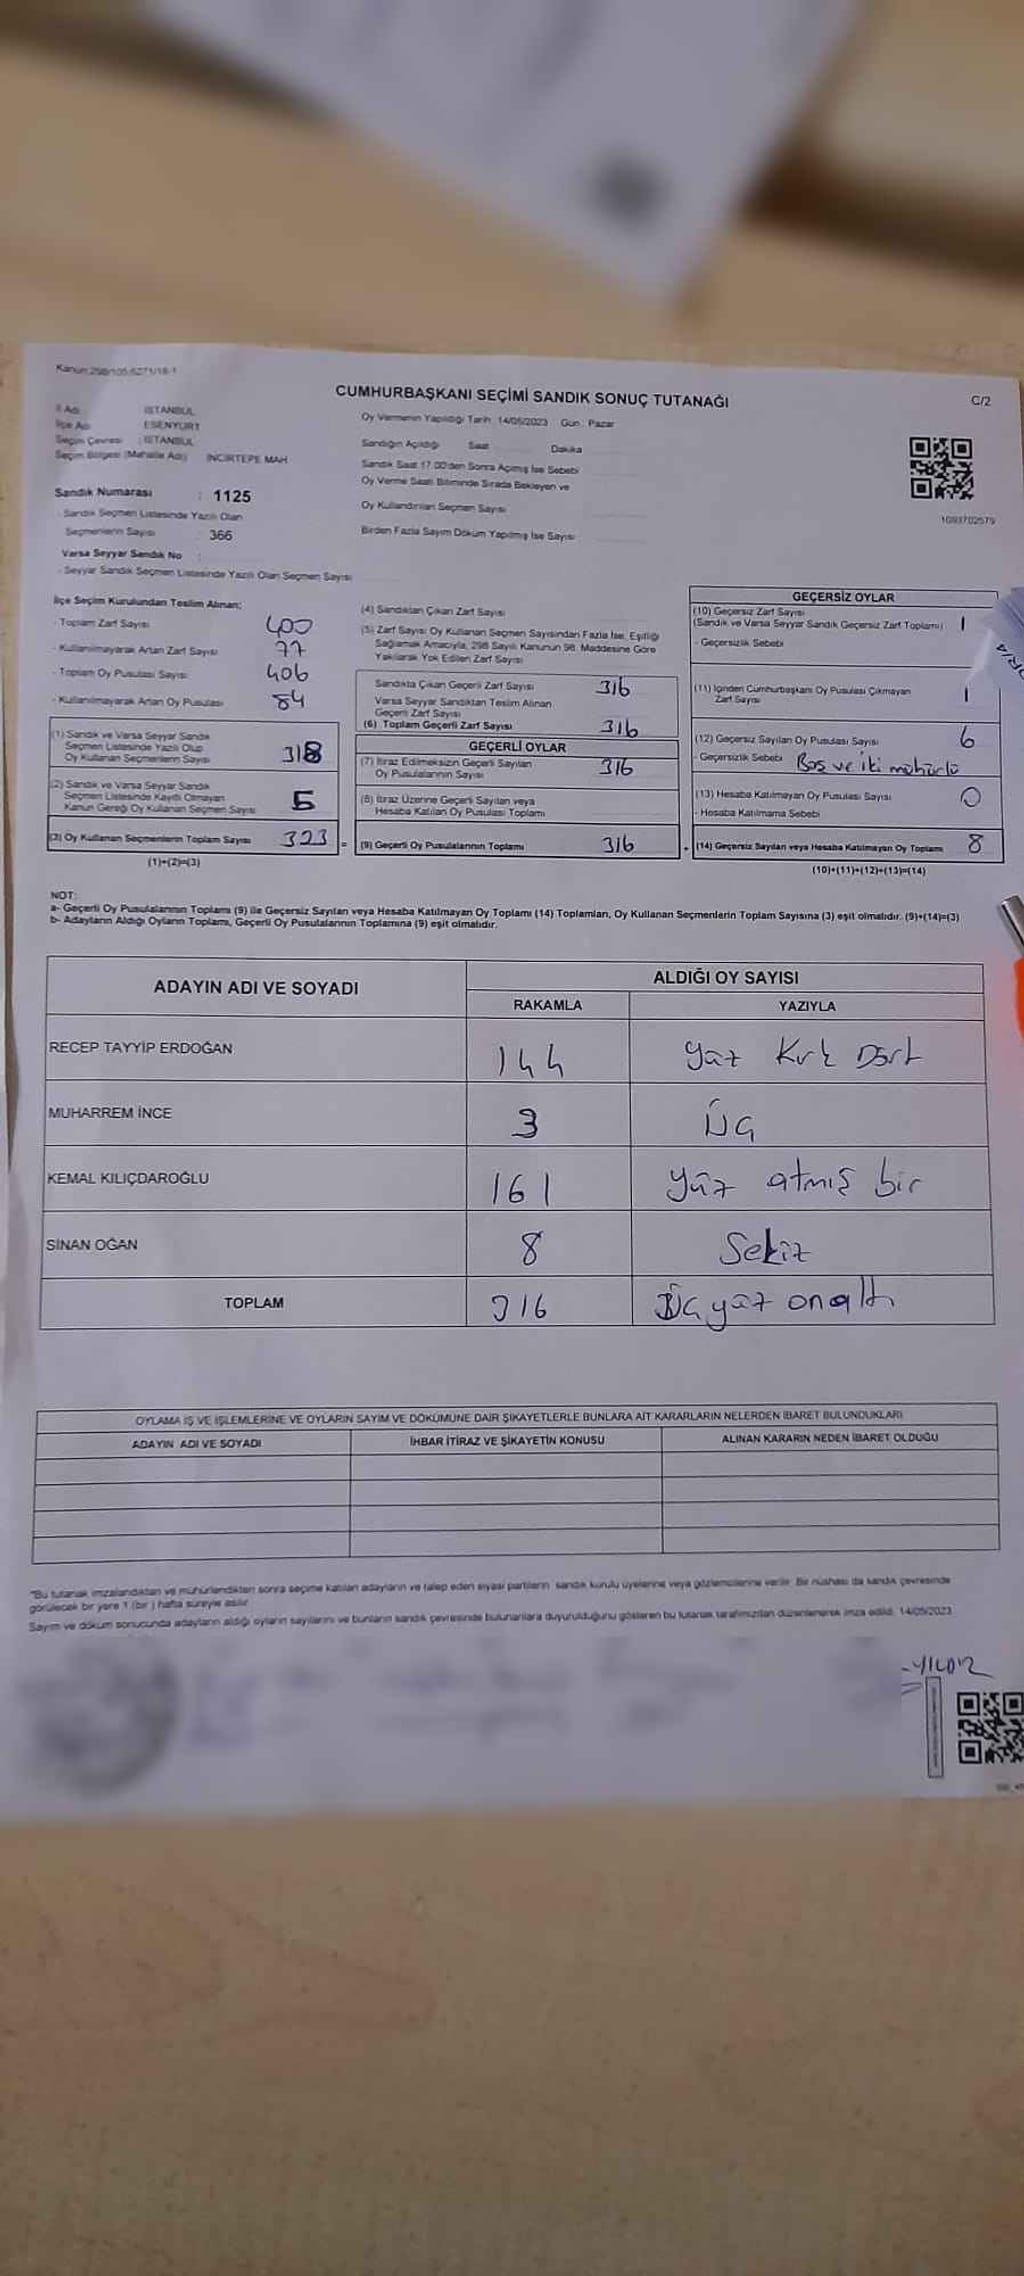 Kanun:298/105;6271/18-1
CUMHURBAŞKANI SEÇİMİ SANDIK SONUÇ TUTANAĞI
C/2
İl Adı : İSTANBUL
İlçe Adı : ESENYURT
Seçim Çevresi : İSTANBUL
Seçim Bölgesi (Mahalle Adı) INCIRTEPE MAH
Oy Vermenin Yapıldığı Tarih: 14/05/2023 Gün : Pazar
Sandığın Açıldığı Saat Dakika
Sandık Saat 17.00'den Sonra Açılmış İse Sebebi
Oy Verme Saati Bitiminde Sırada Bekleyen ve
Oy Kullandırılan Seçmen Sayısı
Birden Fazla Sayım Döküm Yapılmış İse Sayısı
1093702579
Sandık Numarası : 1125
- Sandık Seçmen Listesinde Yazılı Olan
Seçmenlerin Sayısı : 366
Varsa Seyyar Sandık No :
- Seyyar Sandık Seçmen Listesinde Yazılı Olan Seçmen Sayısı
İlçe Seçim Kurulundan Teslim Alınan;
- Toplam Zarf Sayısı 400
- Kullanılmayarak Artan Zarf Sayısı 77
- Toplam Oy Pusulası Sayısı 406
- Kullanılmayarak Artan Oy Pusulası 84
(1) Sandık ve Varsa Seyyar Sandık
Seçmen Listesinde Yazılı Olup
Oy Kullanan Seçmenlerin Sayısı 318
(2) Sandık ve Varsa Seyyar Sandık
Seçmen Listesinde Kayıtlı Olmayan
Kanun Gereği Oy Kullanan Seçmen Sayısı 5
(3) Oy Kullanan Seçmenlerin Toplam Sayısı 323 =
(1)+(2)=(3)
(4) Sandıktan Çıkan Zarf Sayısı
(5) Zarf Sayısı Oy Kullanan Seçmen Sayısından Fazla İse, Eşitliği
Sağlamak Amacıyla, 298 Sayılı Kanunun 98. Maddesine Göre
Yakılarak Yok Edilen Zarf Sayısı
Sandıkta Çıkan Geçerli Zarf Sayısı 316
Varsa Seyyar Sandıktan Teslim Alınan
Geçerli Zarf Sayısı
(6) Toplam Geçerli Zarf Sayısı 316
GEÇERLİ OYLAR
(7) İtiraz Edilmeksizin Geçerli Sayılan
Oy Pusulalarının Sayısı 316
(8) İtiraz Üzerine Geçerli Sayılan veya
Hesaba Katılan Oy Pusulası Toplamı
(9) Geçerli Oy Pusulalarının Toplamı 316 +
GEÇERSİZ OYLAR
(10) Geçersiz Zarf Sayısı
(Sandık ve Varsa Seyyar Sandık Geçersiz Zarf Toplamı) 1
- Geçersizlik Sebebi
(11) İçinden Cumhurbaşkanı Oy Pusulası Çıkmayan
Zarf Sayısı 1
(12) Geçersiz Sayılan Oy Pusulası Sayısı 6
- Geçersizlik Sebebi Boş ve iki mühürlü
(13) Hesaba Katılmayan Oy Pusulası Sayısı 0
- Hesaba Katılmama Sebebi
(14) Geçersiz Sayılan veya Hesaba Katılmayan Oy Toplamı 8
(10)+(11)+(12)+(13)=(14)
NOT:
a- Geçerli Oy Pusulalarının Toplamı (9) ile Geçersiz Sayılan veya Hesaba Katılmayan Oy Toplamı (14) Toplamları, Oy Kullanan Seçmenlerin Toplam Sayısına (3) eşit olmalıdır. (9)+(14)=(3)
b- Adayların Aldığı Oyların Toplamı, Geçerli Oy Pusulalarının Toplamına (9) eşit olmalıdır.
ADAYIN ADI VE SOYADI ALDIĞI OY SAYISI
RAKAMLA YAZIYLA
RECEP TAYYİP ERDOĞAN 144 Yüz Kırk Dört
MUHARREM İNCE 3 Üç
KEMAL KILIÇDAROĞLU 161 Yüz atmış bir
SİNAN OĞAN 8 Sekiz
TOPLAM 316 Üçyüz onaltı
OYLAMA İŞ VE İŞLEMLERİNE VE OYLARIN SAYIM VE DÖKÜMÜNE DAİR ŞİKAYETLERLE BUNLARA AİT KARARLARIN NELERDEN İBARET BULUNDUKLARI
ADAYIN ADI VE SOYADI İHBAR İTİRAZ VE ŞİKAYETİN KONUSU ALINAN KARARIN NEDEN İBARET OLDUĞU
"Bu tutanak imzalandıktan ve mühürlendikten sonra seçime katılan adayların ve talep eden siyasi partilerin sandık kurulu üyelerine veya gözlemcilerine verilir. Bir nüshası da sandık çevresinde
görülecek bir yere 1 (bir ) hafta süreyle asılır.
Sayım ve döküm sonucunda adayların aldığı oyların sayılarını ve bunların sandık çevresinde bulunanlara duyurulduğunu gösteren bu tutanak tarafımızdan düzenlenerek imza edildi. 14/05/2023
YILDIZ